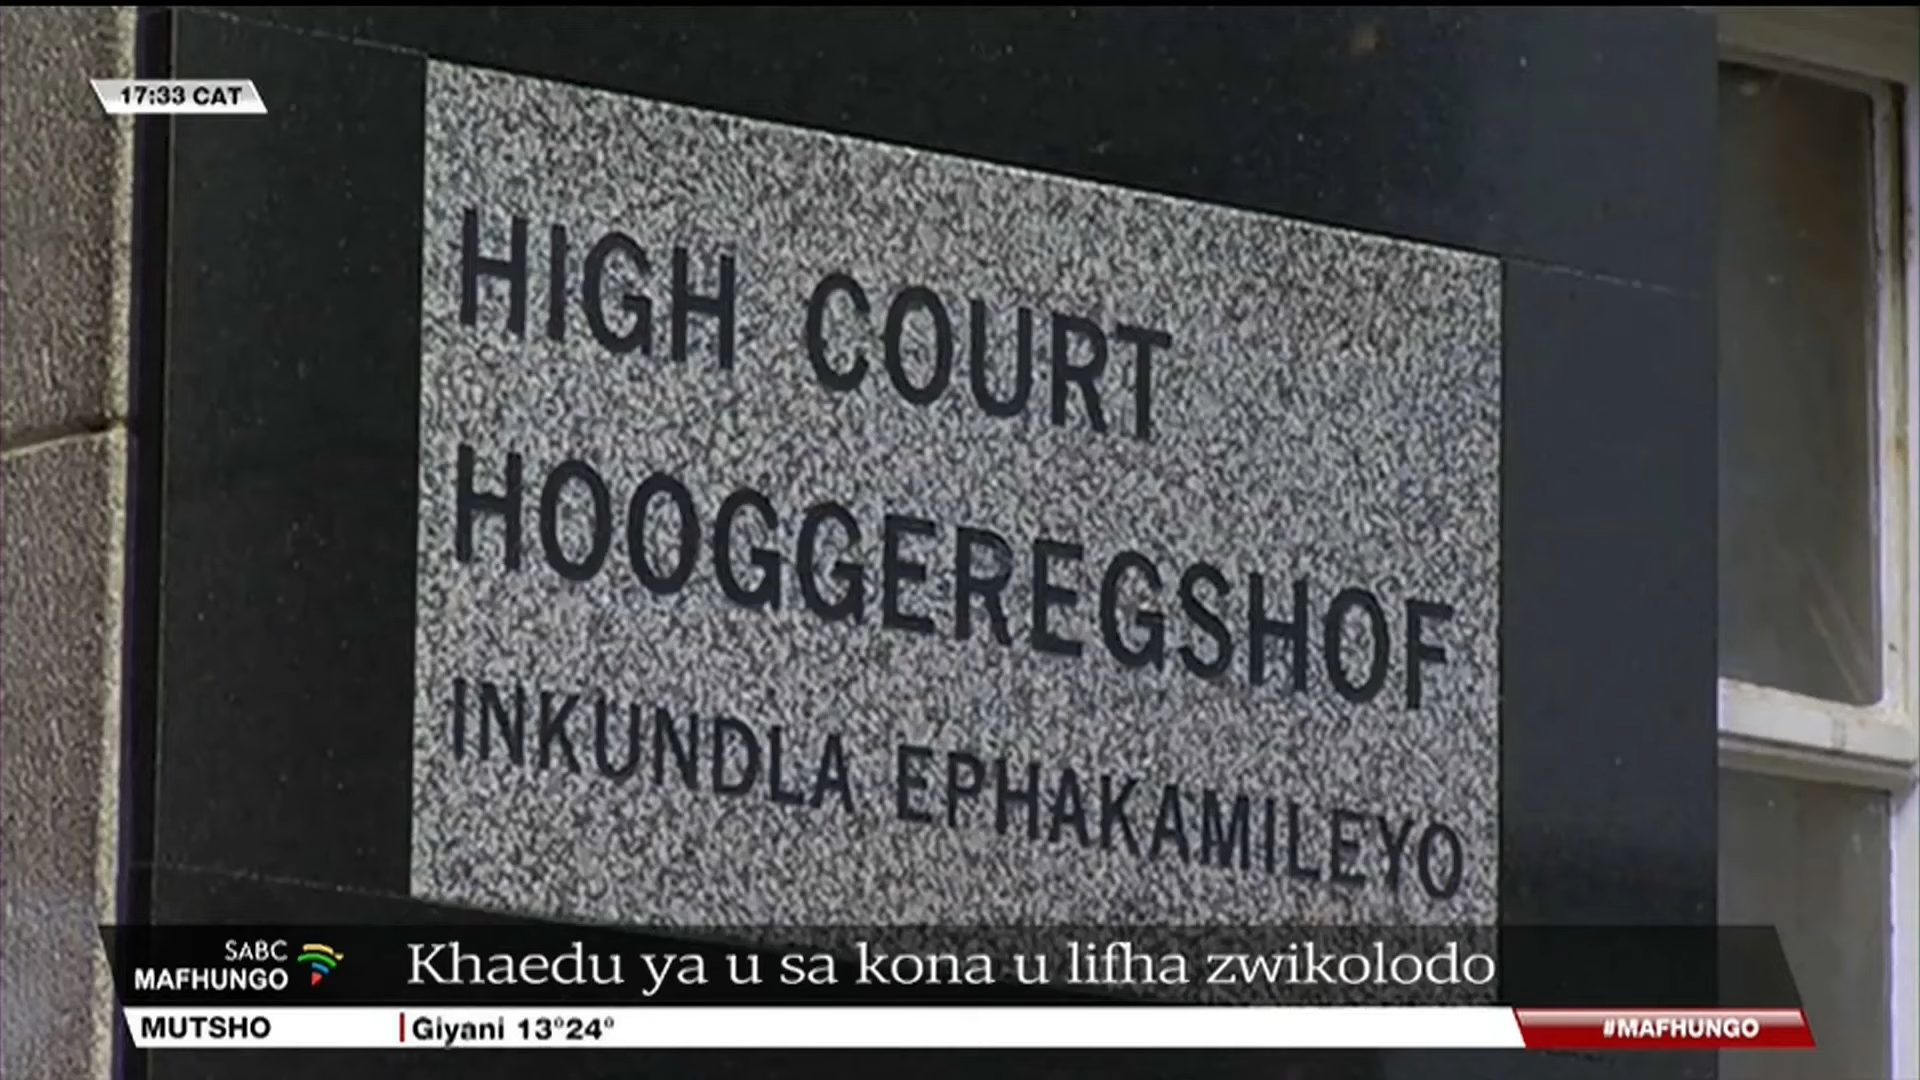 17:33 CAT
HIGH COURT
HOOGGEREGSHOF
INKUNDLA EPHAKAMILEYO
SABC
MAFHUNGO
Khaedu ya u sa kona u lifha zwikolodo
MUTSHO
Giyani 13°24°
#MAFHUNGO